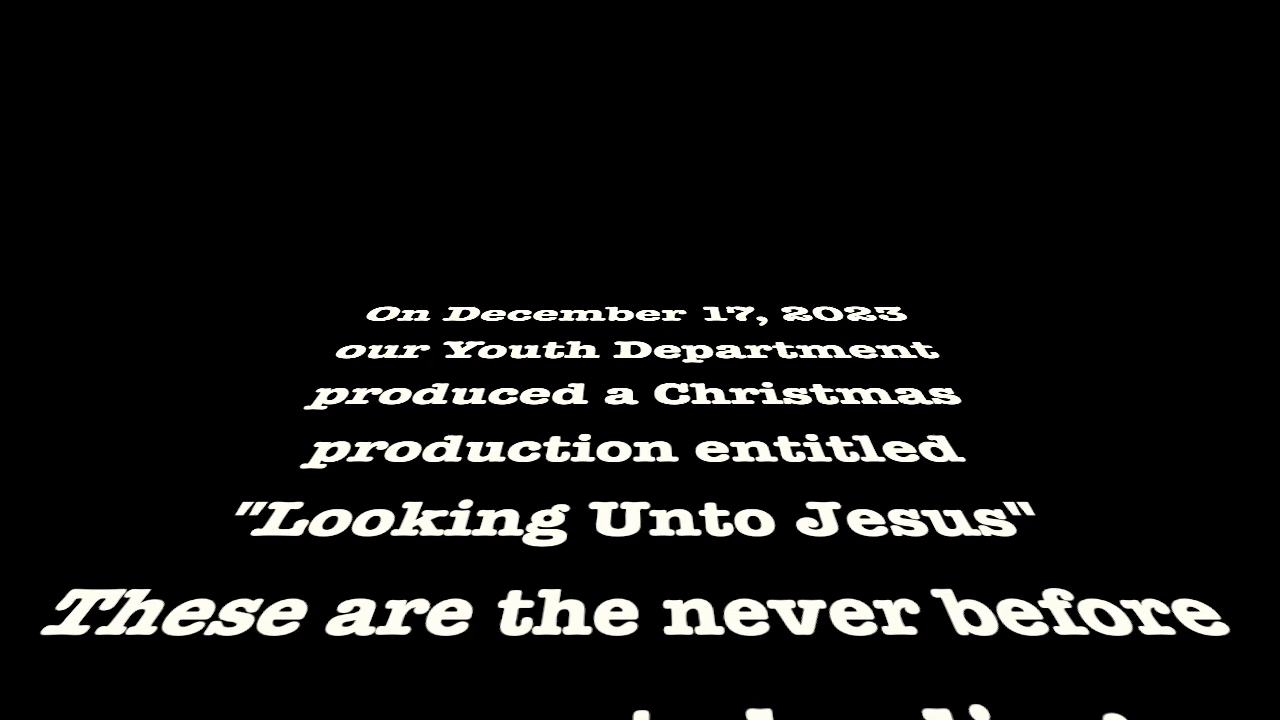 On December 17, 2023
our Youth Department
produced a Christmas
production entitled
"Looking Unto Jesus"
These are the never before